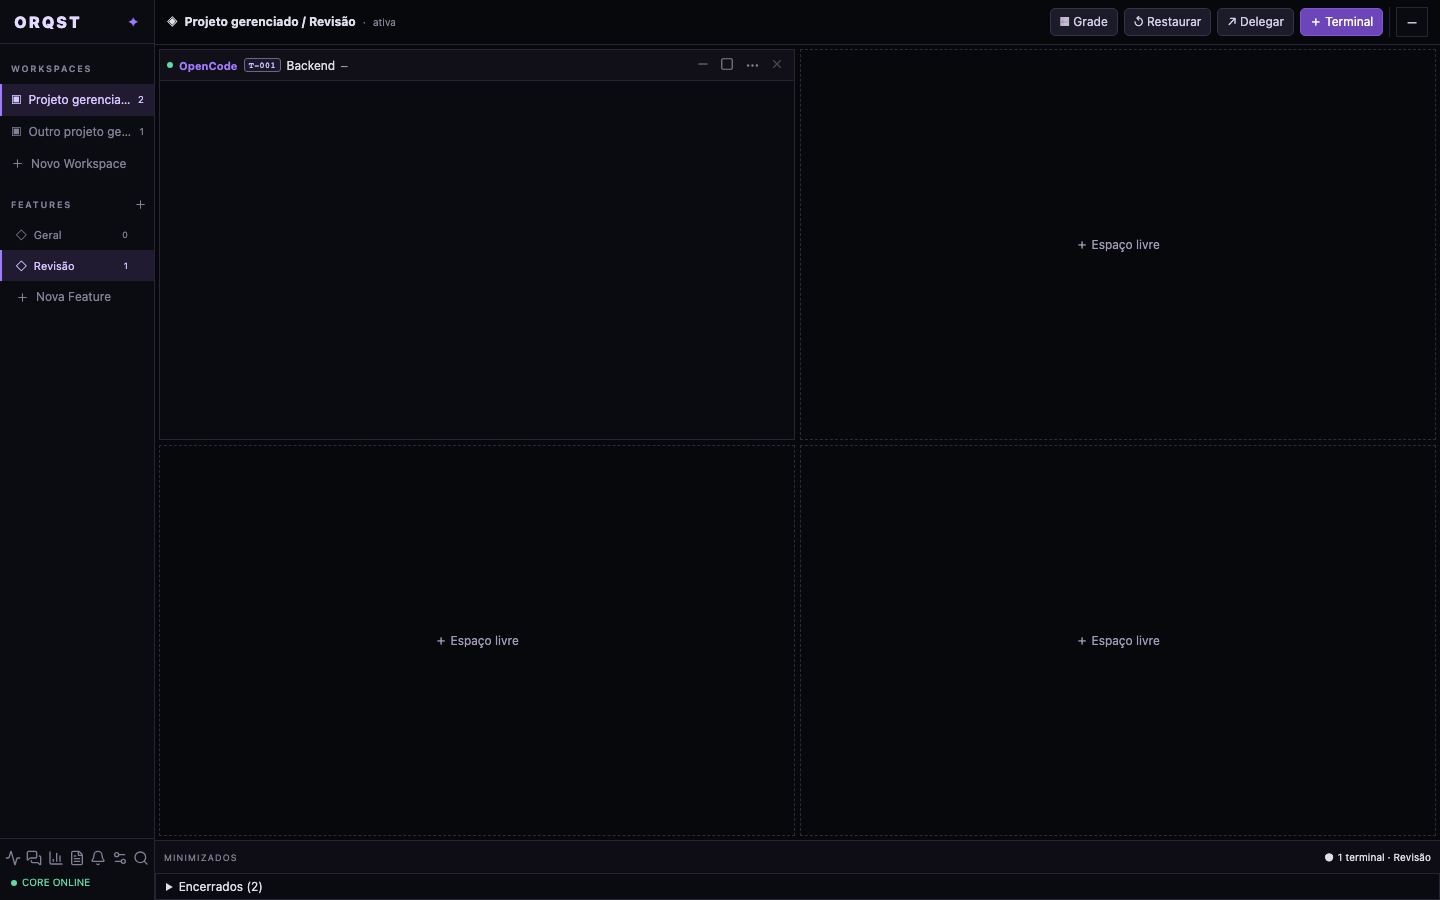 ORQST
WORKSPACES
Projeto gerencia... 2
Outro projeto ge... 1
+ Novo Workspace
FEATURES +
Geral 0
Revisão 1
+ Nova Feature
CORE ONLINE
Projeto gerenciado / Revisão · ativa
Grade
Restaurar
Delegar
+ Terminal
OpenCode T-001 Backend —
+ Espaço livre
+ Espaço livre
+ Espaço livre
MINIMIZADOS
1 terminal · Revisão
Encerrados (2)